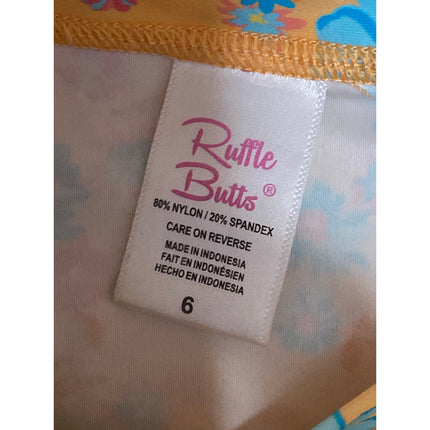 Ruffle
Butts ®
80% NYLON / 20% SPANDEX
CARE ON REVERSE
MADE IN INDONESIA
FAIT EN INDONÉSIEN
HECHO EN INDONESIA
6